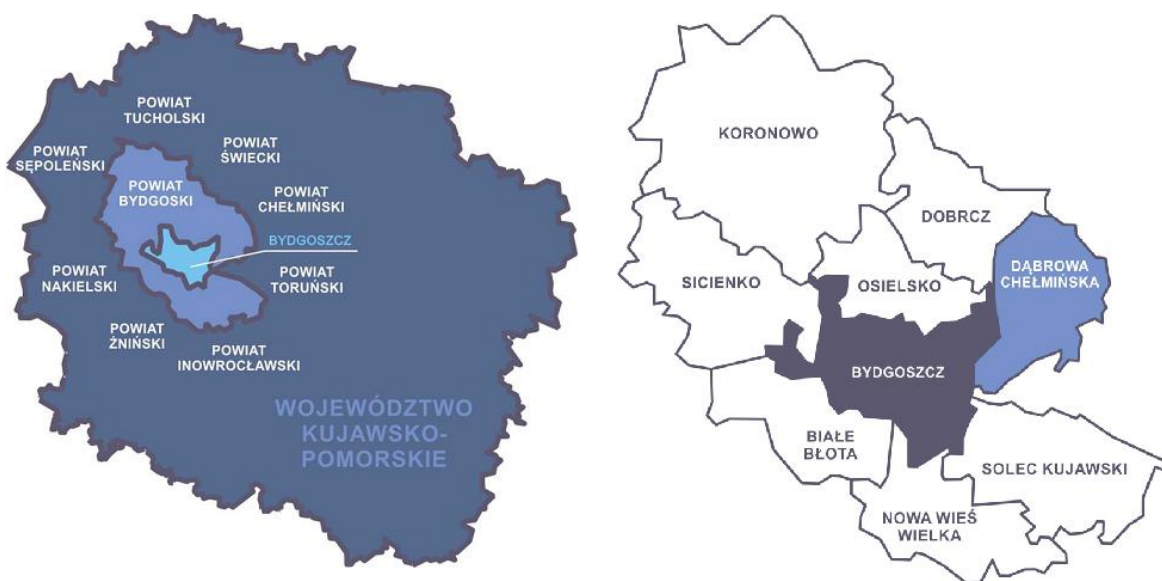 POWIAT
TUCHOLSKI
POWIAT
SĘPOLEŃSKI
POWIAT
ŚWIECKI
POWIAT
BYDGOSKI
POWIAT
CHEŁMIŃSKI
BYDGOSZCZ
POWIAT
NAKIELSKI
POWIAT
TORUŃSKI
POWIAT
ŻNIŃSKI
POWIAT
INOWROCŁAWSKI
WOJEWÓDZTWO
KUJAWSKO-
POMORSKIE
KORONOWO
DOBRCZ
DĄBROWA
CHEŁMIŃSKA
SICIENKO
OSIELSKO
BYDGOSZCZ
BIAŁE
BŁOTA
SOLEC KUJAWSKI
NOWA WIEŚ
WIELKA